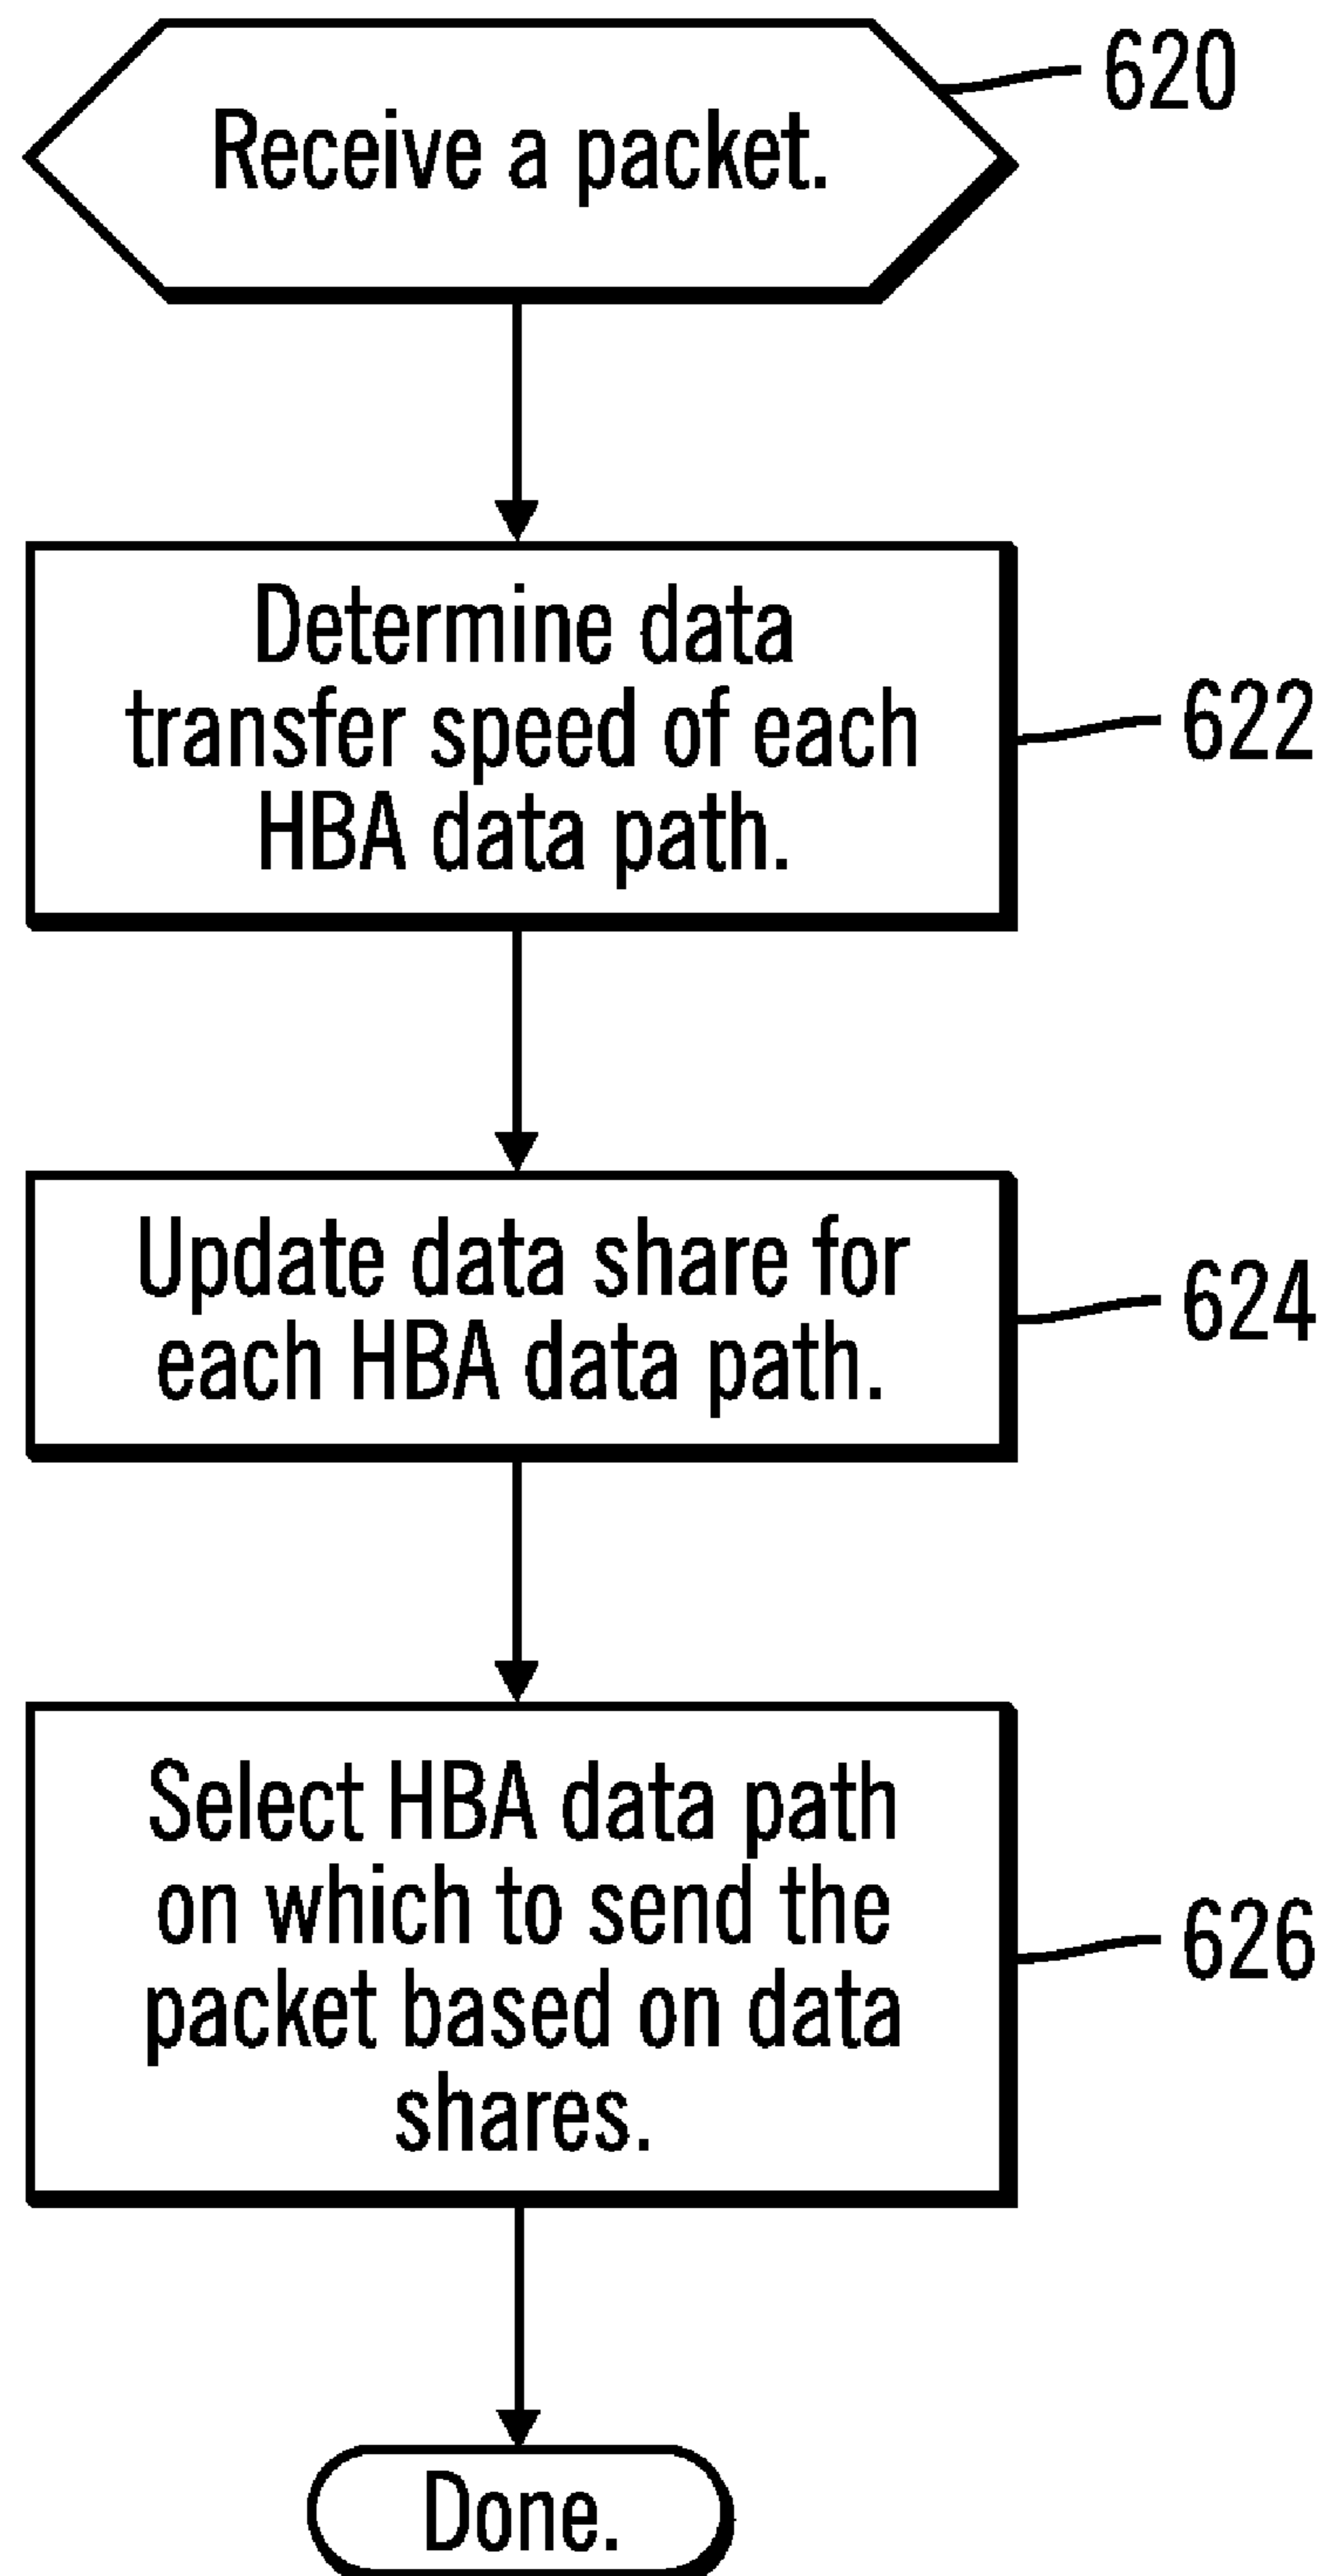 Receive a packet.
620
Determine data
transfer speed of each
HBA data path.
622
Update data share for
each HBA data path.
624
Select HBA data path
on which to send the
packet based on data
shares.
626
Done.